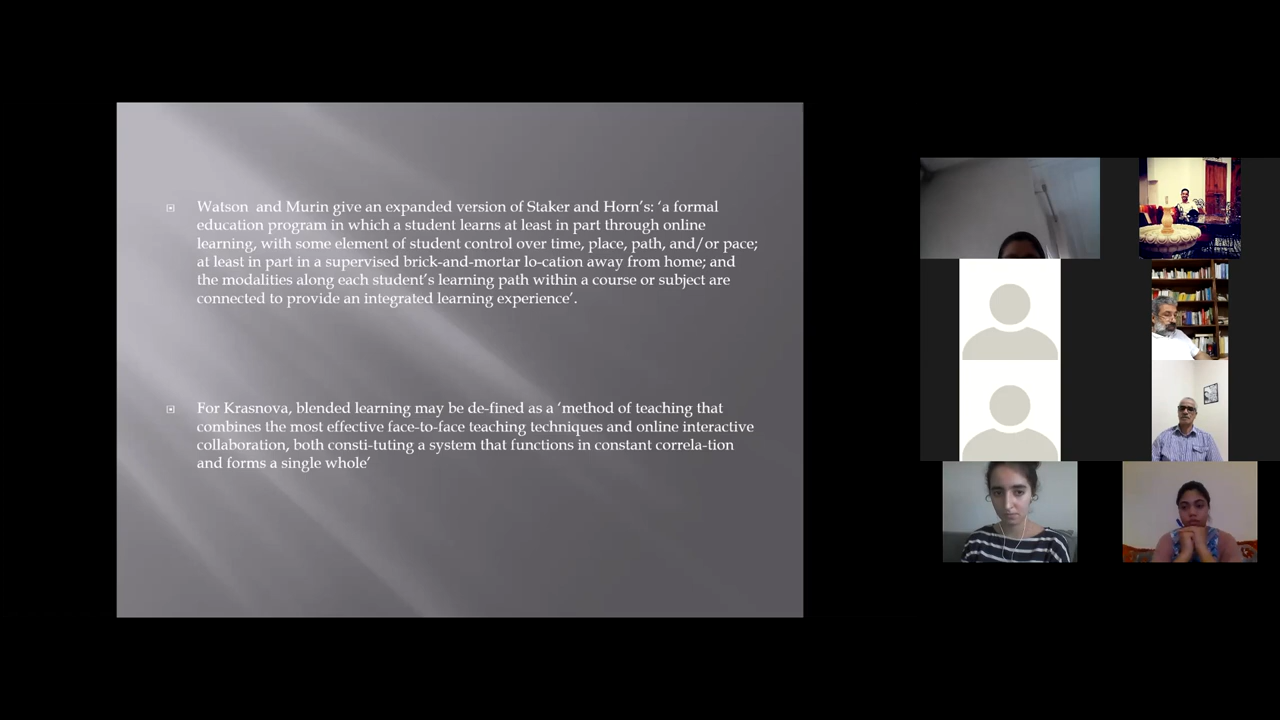 Watson and Murin give an expanded version of Staker and Horn's: 'a formal
education program in which a student learns at least in part through online
learning, with some element of student control over time, place, path, and/or pace;
at least in part in a supervised brick-and-mortar lo-cation away from home; and
the modalities along each student's learning path within a course or subject are
connected to provide an integrated learning experience'.
For Krasnova, blended learning may be de-fined as a 'method of teaching that
combines the most effective face-to-face teaching techniques and online interactive
collaboration, both consti-tuting a system that functions in constant correla-tion
and forms a single whole'